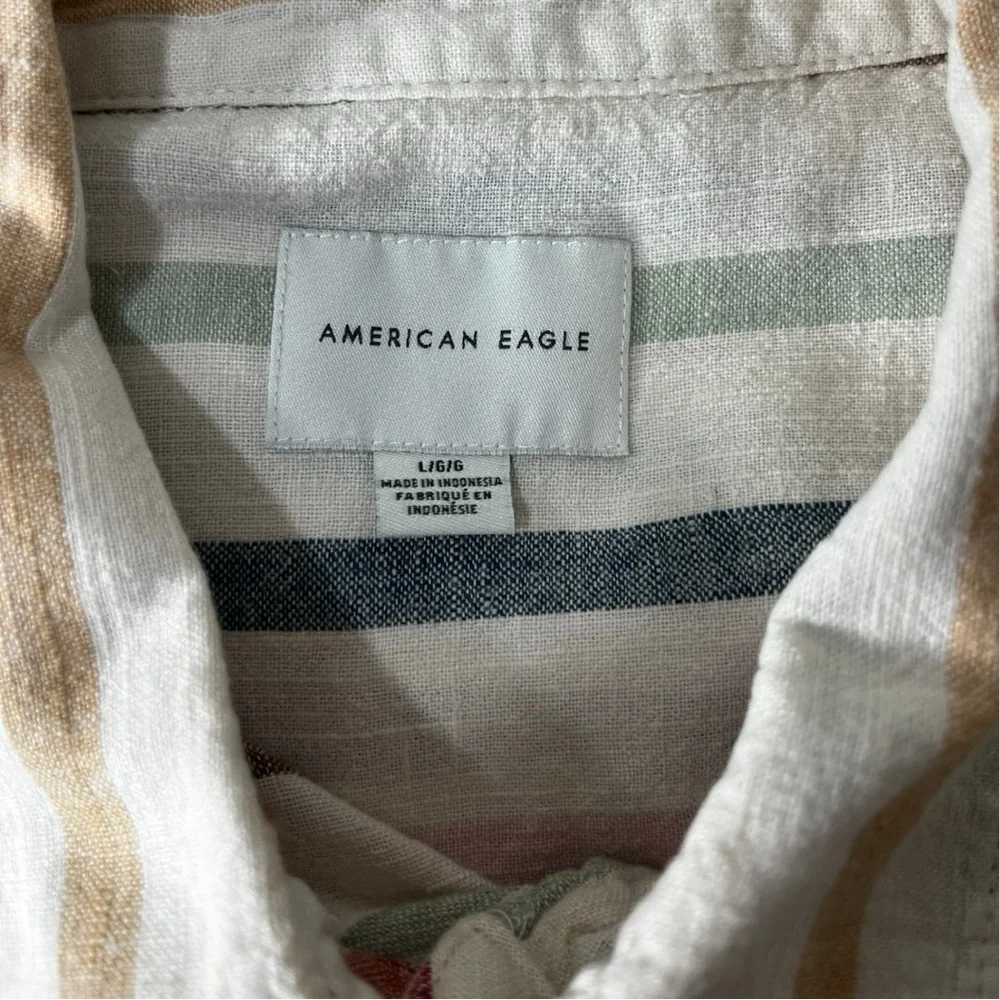 AMERICAN EAGLE
L/G/G
MADE IN INDONESIA
FABRIQUÉ EN
INDONÉSIE